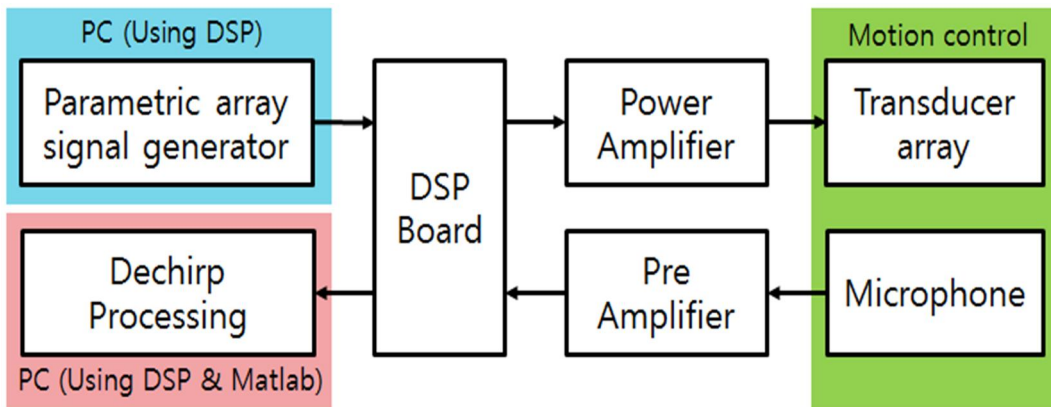 PC (Using DSP)
Parametric array
signal generator
DSP
Board
Power
Amplifier
Motion control
Transducer
array
Dechirp
Processing
PC (Using DSP & Matlab)
Pre
Amplifier
Microphone